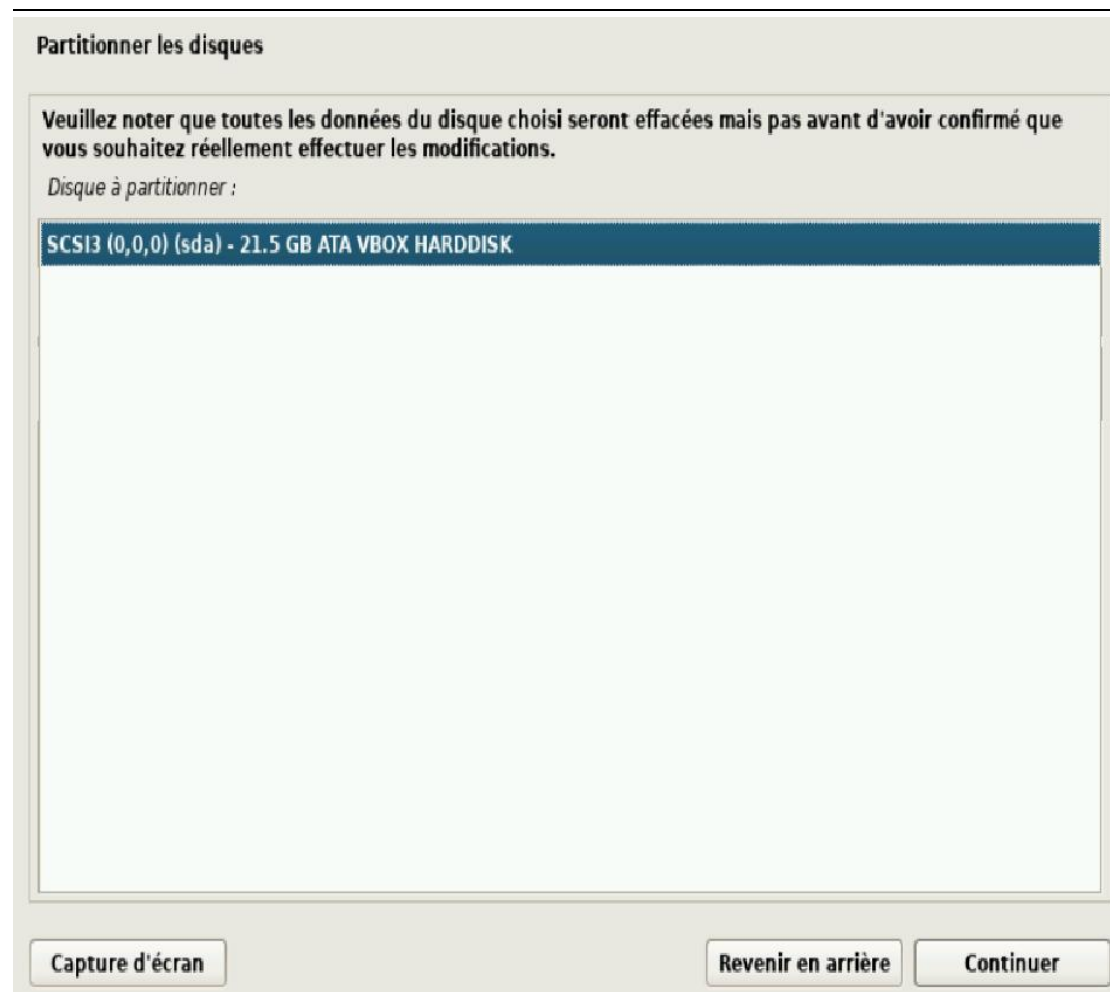 Partitionner les disques
Veuillez noter que toutes les données du disque choisi seront effacées mais pas avant d'avoir confirmé que
vous souhaitez réellement effectuer les modifications.
Disque à partitionner :
SCSI3 (0,0,0) (sda) - 21.5 GB ATA VBOX HARDDISK
Capture d'écran
Revenir en arrière
Continuer